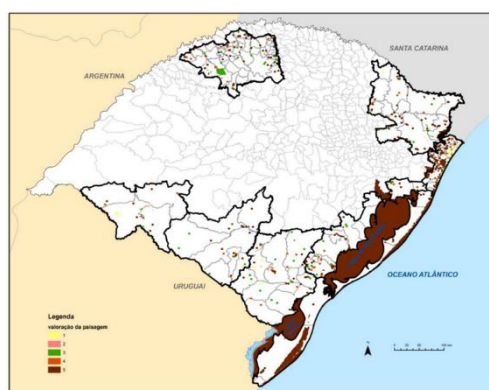 SANTA CATARINA
ARGENTINA
OCEANO ATLÂNTICO
URUGUAI
Legenda
valoração da paisagem
1
2
3
4
5
N